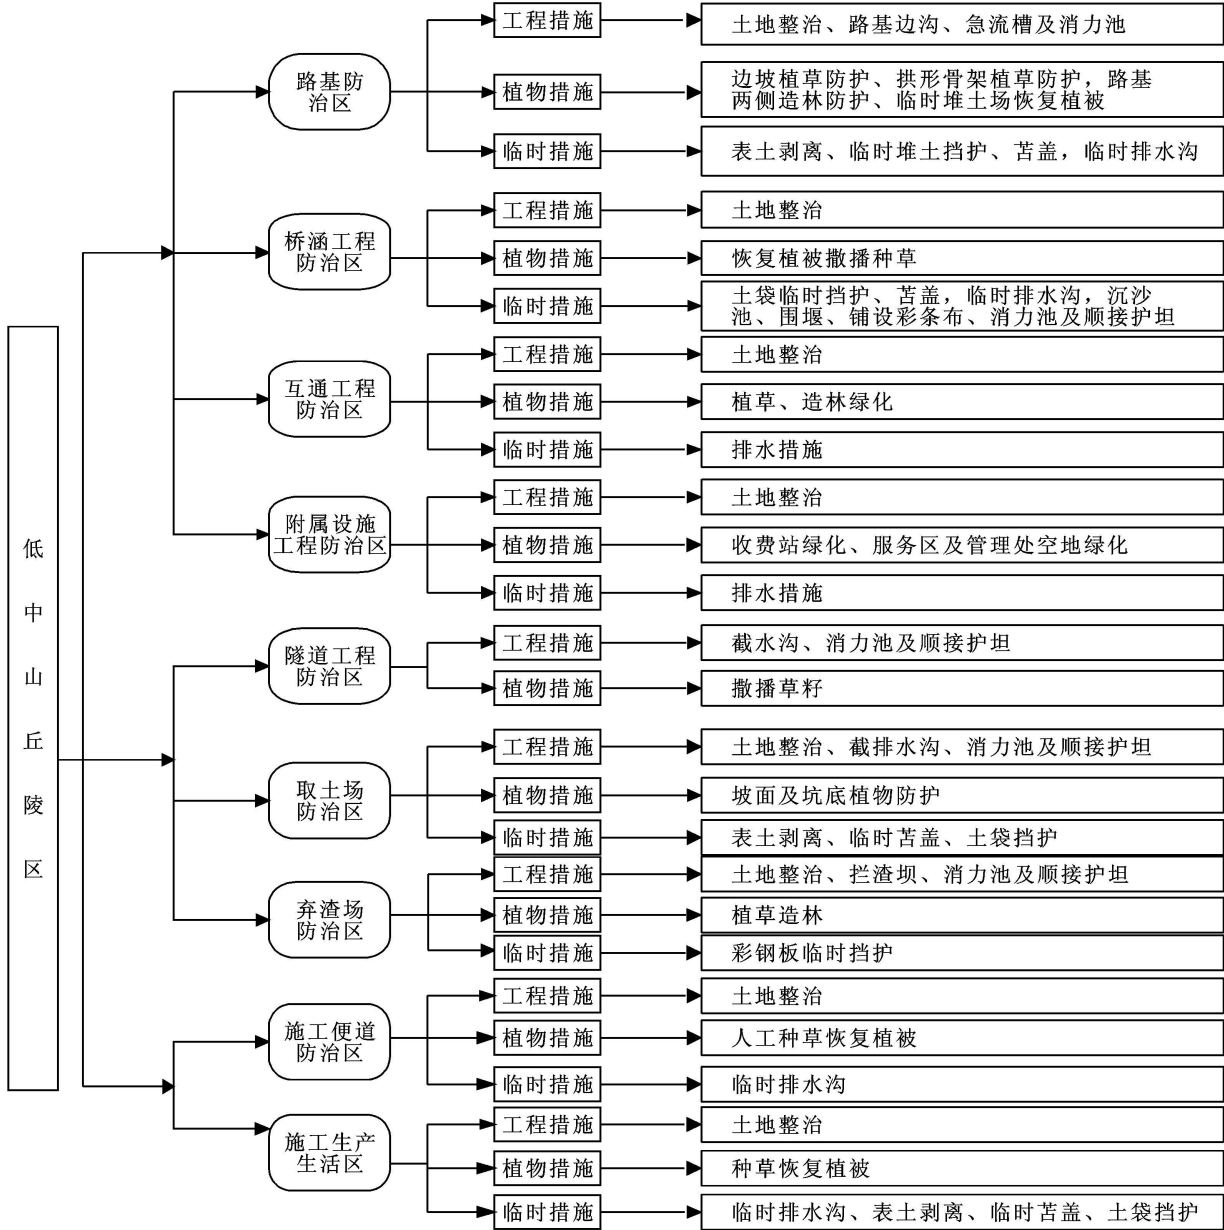 低中山丘陵区
路基防
治区
工程措施
土地整治、路基边沟、急流槽及消力池
植物措施
边坡植草防护、拱形骨架植草防护，路基
两侧造林防护、临时堆土场恢复植被
临时措施
表土剥离、临时堆土挡护、苫盖，临时排水沟
桥涵工程
防治区
工程措施
土地整治
植物措施
恢复植被撒播种草
临时措施
土袋临时挡护、苫盖，临时排水沟，沉沙
池、围堰、铺设彩条布、消力池及顺接护坦
互通工程
防治区
工程措施
土地整治
植物措施
植草、造林绿化
临时措施
排水措施
附属设施
工程防治区
工程措施
土地整治
植物措施
收费站绿化、服务区及管理处空地绿化
临时措施
排水措施
隧道工程
防治区
工程措施
截水沟、消力池及顺接护坦
植物措施
撒播草籽
取土场
防治区
工程措施
土地整治、截排水沟、消力池及顺接护坦
植物措施
坡面及坑底植物防护
临时措施
表土剥离、临时苫盖、土袋挡护
弃渣场
防治区
工程措施
土地整治、拦渣坝、消力池及顺接护坦
植物措施
植草造林
临时措施
彩钢板临时挡护
施工便道
防治区
工程措施
土地整治
植物措施
人工种草恢复植被
临时措施
临时排水沟
施工生产
生活区
工程措施
土地整治
植物措施
种草恢复植被
临时措施
临时排水沟、表土剥离、临时苫盖、土袋挡护